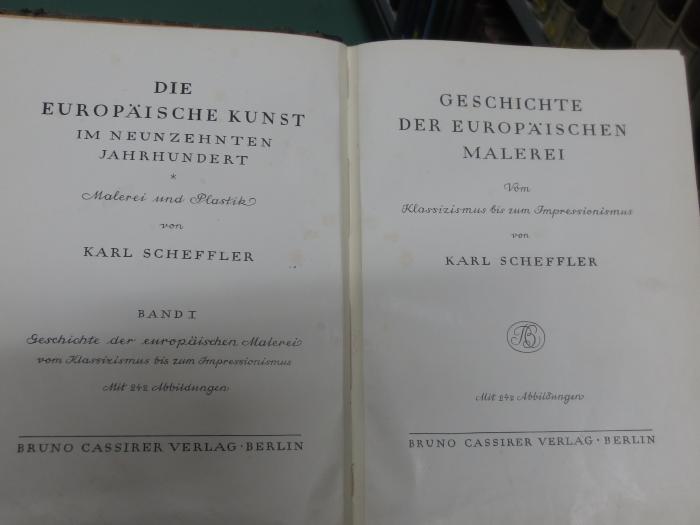 DIE
EUROPÄISCHE KUNST
IM NEUNZEHNTEN
JAHRHUNDERT
*
Malerei und Plastik
von
KARL SCHEFFLER
BAND I
Geschichte der europäischen Malerei
vom Klassizismus bis zum Impressionismus
Mit 242 Abbildungen
BRUNO CASSIRER VERLAG · BERLIN
GESCHICHTE
DER EUROPÄISCHEN
MALEREI
Vom
Klassizismus bis zum Impressionismus
von
KARL SCHEFFLER
Mit 242 Abbildungen
BRUNO CASSIRER VERLAG · BERLIN